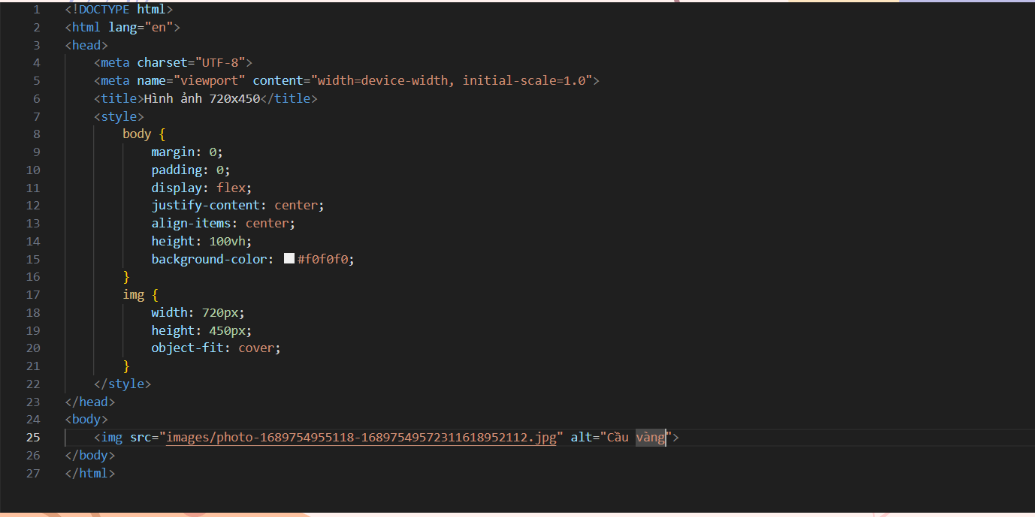 1 <!DOCTYPE html>
2 <html lang="en">
3 <head>
4     <meta charset="UTF-8">
5     <meta name="viewport" content="width=device-width, initial-scale=1.0">
6     <title>Hình ảnh 720x450</title>
7     <style>
8         body {
9             margin: 0;
10             padding: 0;
11             display: flex;
12             justify-content: center;
13             align-items: center;
14             height: 100vh;
15             background-color: #f0f0f0;
16         }
17         img {
18             width: 720px;
19             height: 450px;
20             object-fit: cover;
21         }
22     </style>
23 </head>
24 <body>
25     <img src="images/photo-1689754955118-16897549572311618952112.jpg" alt="Cầu vàng">
26 </body>
27 </html>